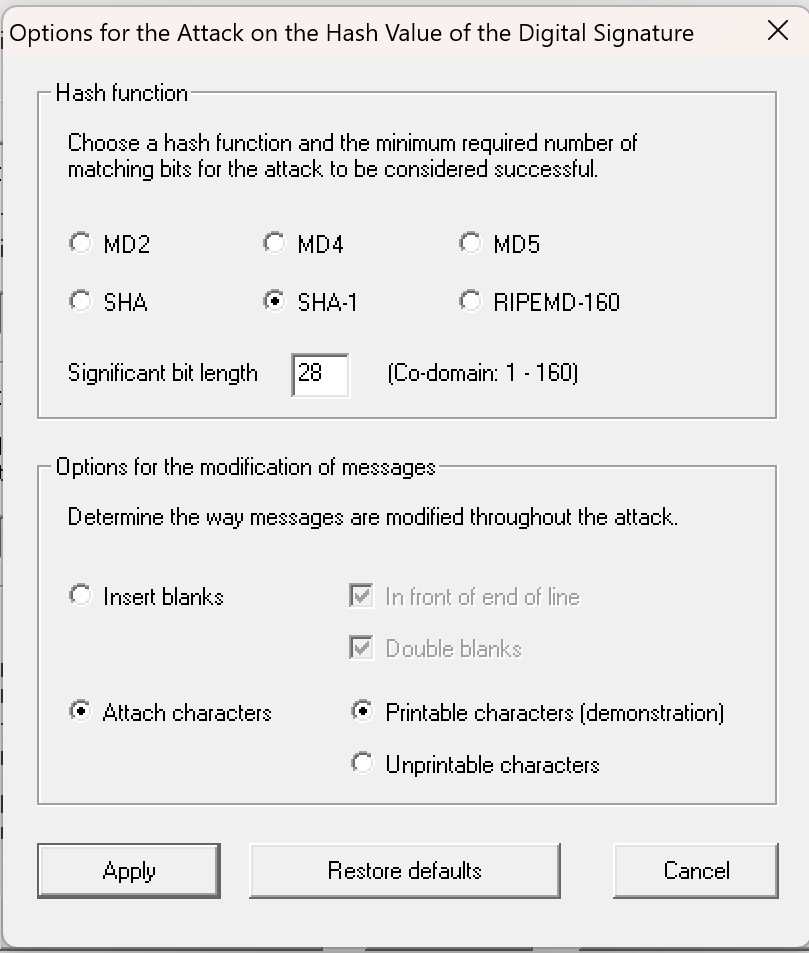 Options for the Attack on the Hash Value of the Digital Signature
Hash function
Choose a hash function and the minimum required number of
matching bits for the attack to be considered successful.
MD2 MD4 MD5
SHA SHA-1 RIPEMD-160
Significant bit length 28 (Co-domain: 1 - 160)
Options for the modification of messages
Determine the way messages are modified throughout the attack.
Insert blanks In front of end of line
Double blanks
Attach characters Printable characters (demonstration)
Unprintable characters
Apply Restore defaults Cancel